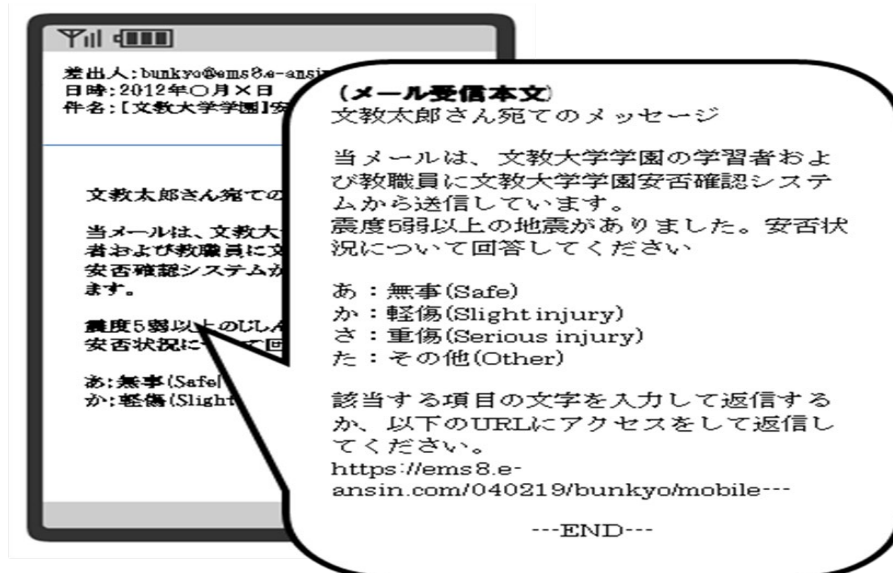 差出人:bunkyo@ems8.e-ansin
日時:2012年○月×日
件名:【文教大学学園】安
文教太郎さん宛ての
当メールは、文教大
者および教職員に文
安否確認システムか
ます。
震度5弱以上のじしん
安否状況について回
あ:無事(Safe)
か:軽傷(Slight
(メール受信本文)
文教太郎さん宛てのメッセージ
当メールは、文教大学学園の学習者およ
び教職員に文教大学学園安否確認システ
ムから送信しています。
震度5弱以上の地震がありました。安否状
況について回答してください
あ：無事(Safe)
か：軽傷(Slight injury)
さ：重傷(Serious injury)
た：その他(Other)
該当する項目の文字を入力して返信する
か、以下のURLにアクセスをして返信し
てください。
https://ems8.e-
ansin.com/040219/bunkyo/mobile---
---END---